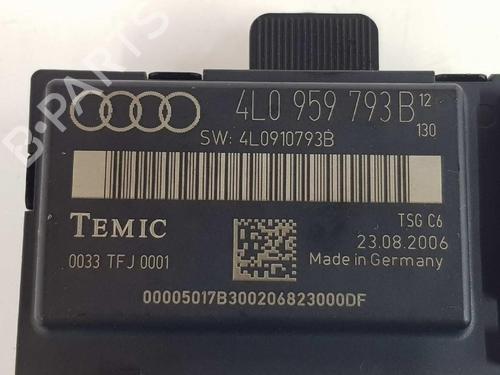 B-PARTS
4L0 959 793 B 12
130
SW: 4L0910793B
TEMIC
TSG C6
23.08.2006
0033 TFJ 0001
Made in Germany
00005017B300206823000DF